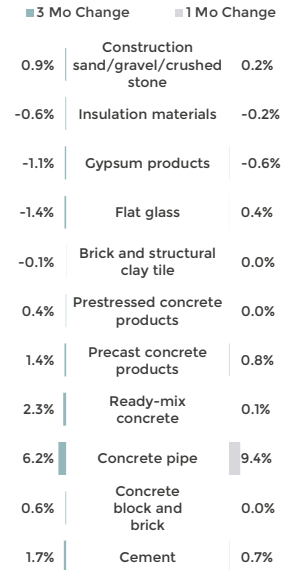 3 Mo Change 1 Mo Change
Construction
0.9% sand/gravel/crushed 0.2%
stone
-0.6% Insulation materials -0.2%
-1.1% Gypsum products -0.6%
-1.4% Flat glass 0.4%
Brick and structural
-0.1% clay tile 0.0%
Prestressed concrete
0.4% products 0.0%
Precast concrete
1.4% products 0.8%
Ready-mix
2.3% concrete 0.1%
6.2% Concrete pipe 9.4%
Concrete
0.6% block and 0.0%
brick
1.7% Cement 0.7%